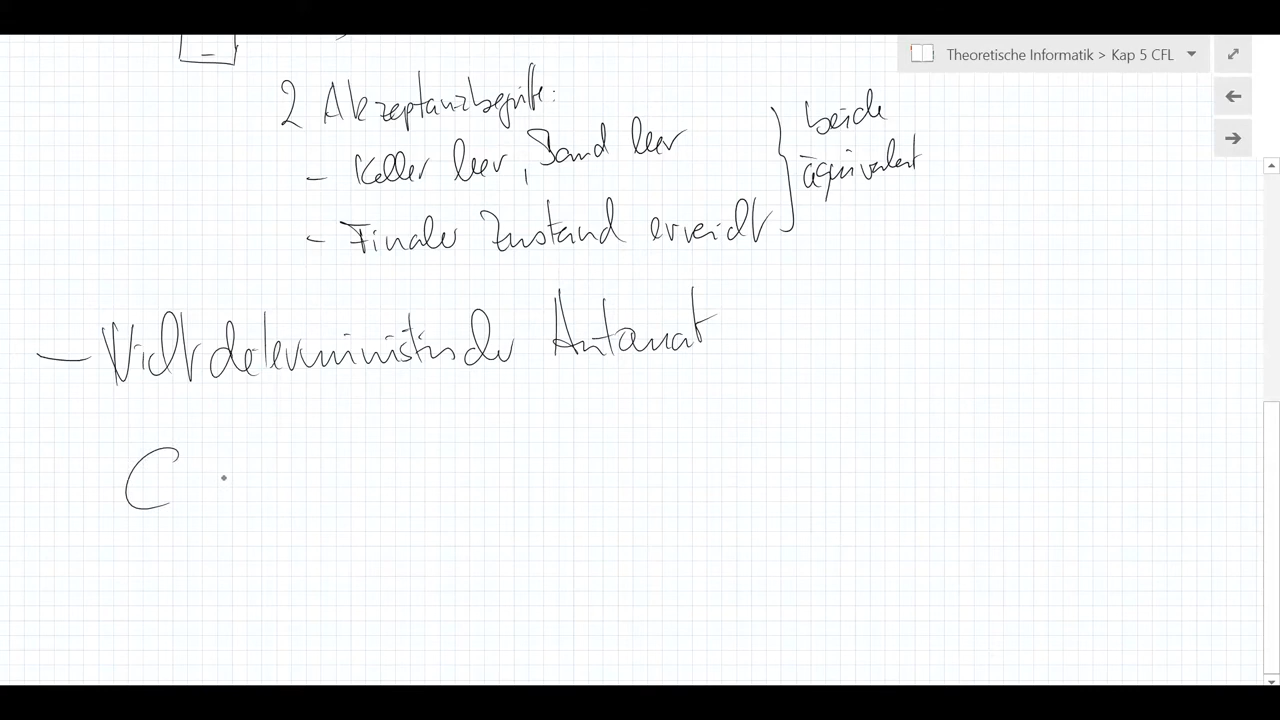 Theoretische Informatik > Kap 5 CFL
2 Akzeptanzbegriffe:
- Keller leer, Band leer
- Finaler Zustand erreicht
beide
äquivalent
- Nichtdeterministischer Automat
C